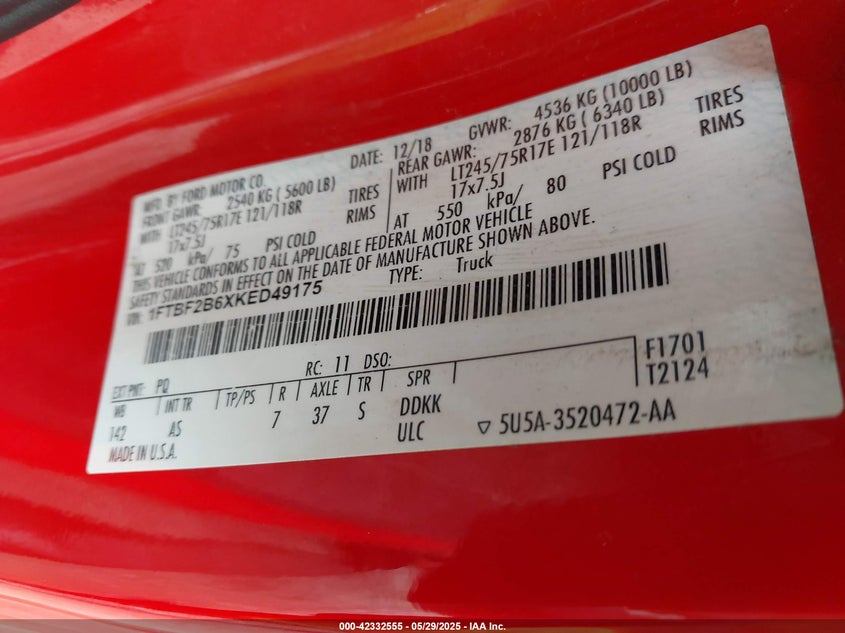 MFD. BY FORD MOTOR CO.
DATE: 12/18 GVWR: 4536 KG (10000 LB)
FRONT GAWR: 2540 KG ( 5600 LB) REAR GAWR: 2876 KG ( 6340 LB)
WITH LT245/75R17E 121/118R TIRES WITH LT245/75R17E 121/118R TIRES
17x7.5J RIMS 17x7.5J RIMS
AT 520 kPa/ 75 PSI COLD AT 550 kPa/ 80 PSI COLD
THIS VEHICLE CONFORMS TO ALL APPLICABLE FEDERAL MOTOR VEHICLE
SAFETY STANDARDS IN EFFECT ON THE DATE OF MANUFACTURE SHOWN ABOVE.
VIN: 1FTBF2B6XKED49175 TYPE: Truck
EXT PNT: PQ RC: 11 DSO: F1701
WB INT TR TP/PS R AXLE TR SPR T2124
142 AS 7 37 S DDKK
MADE IN U.S.A. ULC ▽ 5U5A-3520472-AA
000-42332555 - 05/29/2025 - IAA Inc.